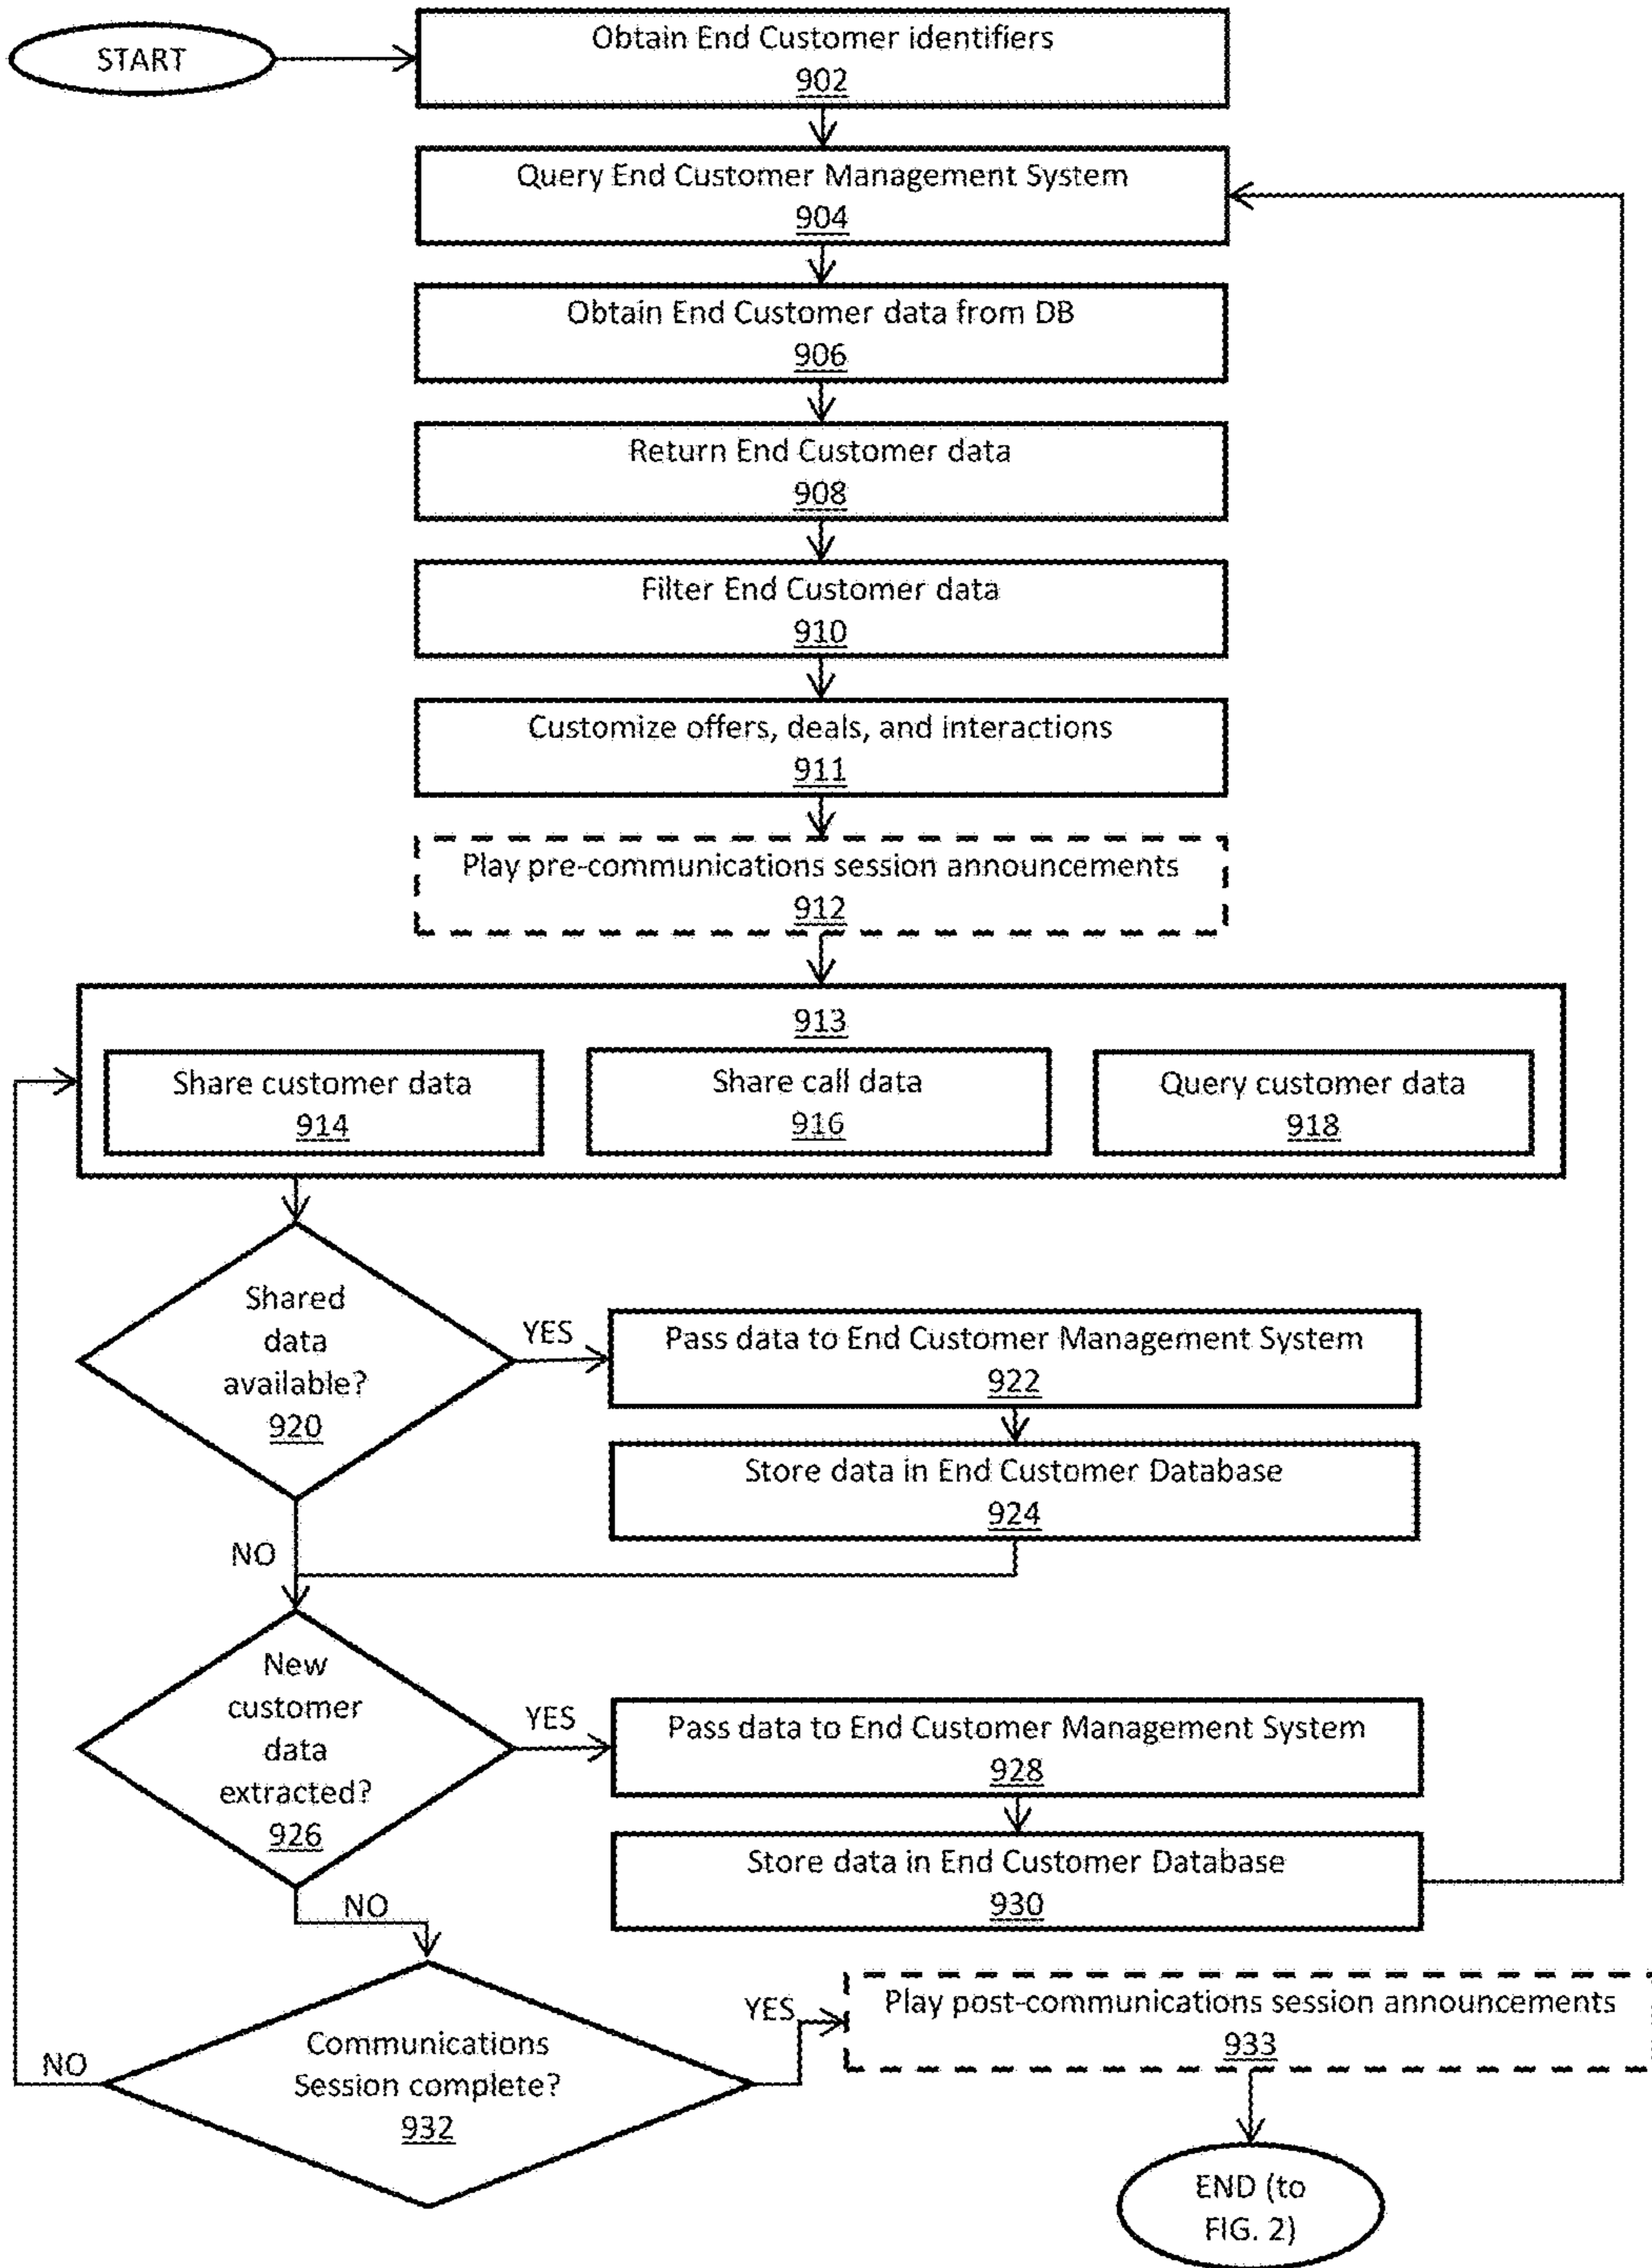 START
Obtain End Customer identifiers
902
Query End Customer Management System
904
Obtain End Customer data from DB
906
Return End Customer data
908
Filter End Customer data
910
Customize offers, deals, and interactions
911
Play pre-communications session announcements
912
913
Share customer data
914
Share call data
916
Query customer data
918
Shared
data
available?
920
YES
Pass data to End Customer Management System
922
Store data in End Customer Database
924
NO
New
customer
data
extracted?
926
YES
Pass data to End Customer Management System
928
Store data in End Customer Database
930
NO
Communications
Session complete?
932
NO
YES
Play post-communications session announcements
933
END (to
FIG. 2)